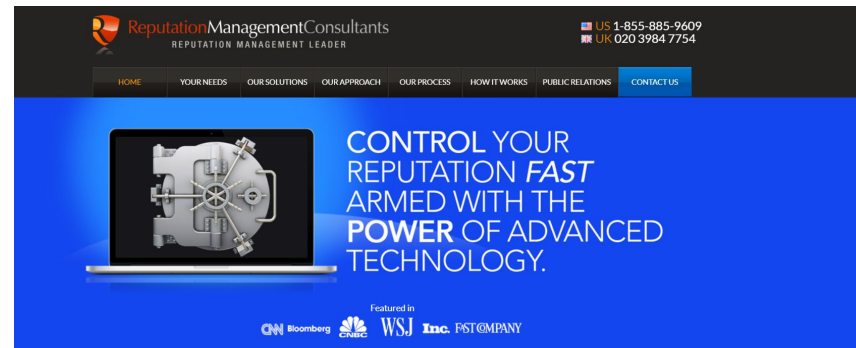 ReputationManagementConsultants
REPUTATION MANAGEMENT LEADER
US 1-855-885-9609
UK 020 3984 7754
HOME YOUR NEEDS OUR SOLUTIONS OUR APPROACH OUR PROCESS HOW IT WORKS PUBLIC RELATIONS CONTACT US
CONTROL YOUR
REPUTATION FAST
ARMED WITH THE
POWER OF ADVANCED
TECHNOLOGY.
Featured in
CNN Bloomberg CNBC WSJ Inc. FAST COMPANY